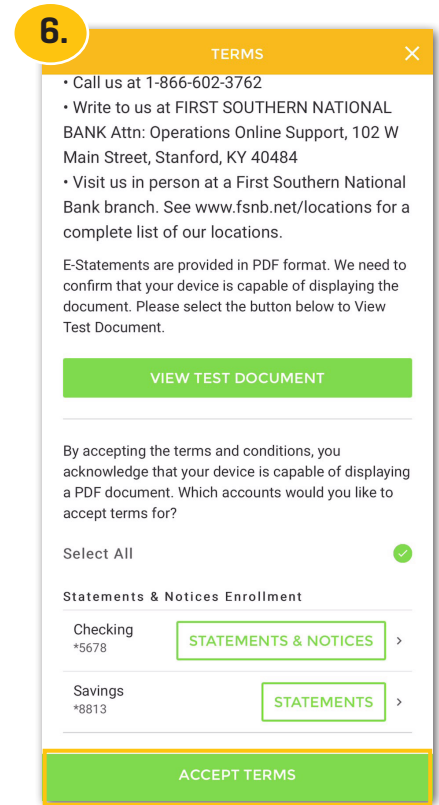 6.
TERMS
• Call us at 1-866-602-3762
• Write to us at FIRST SOUTHERN NATIONAL
BANK Attn: Operations Online Support, 102 W
Main Street, Stanford, KY 40484
• Visit us in person at a First Southern National
Bank branch. See www.fsnb.net/locations for a
complete list of our locations.
E-Statements are provided in PDF format. We need to
confirm that your device is capable of displaying the
document. Please select the button below to View
Test Document.
VIEW TEST DOCUMENT
By accepting the terms and conditions, you
acknowledge that your device is capable of displaying
a PDF document. Which accounts would you like to
accept terms for?
Select All
Statements & Notices Enrollment
Checking
*5678
STATEMENTS & NOTICES
Savings
*8813
STATEMENTS
ACCEPT TERMS